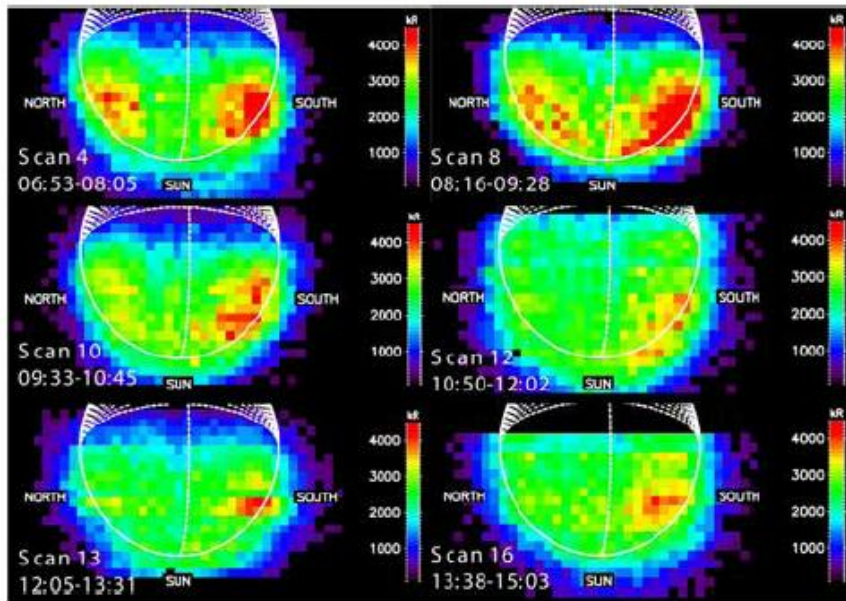 kR
4000
3000
2000
1000
NORTH
SOUTH
Scan 4
06:53-08:05
SUN
kR
4000
3000
2000
1000
NORTH
SOUTH
Scan 8
08:16-09:28
SUN
kR
4000
3000
2000
1000
NORTH
SOUTH
Scan 10
09:33-10:45
SUN
kR
4000
3000
2000
1000
NORTH
SOUTH
Scan 12
10:50-12:02
SUN
kR
4000
3000
2000
1000
NORTH
SOUTH
Scan 13
12:05-13:31
SUN
kR
4000
3000
2000
1000
NORTH
SOUTH
Scan 16
13:38-15:03
SUN